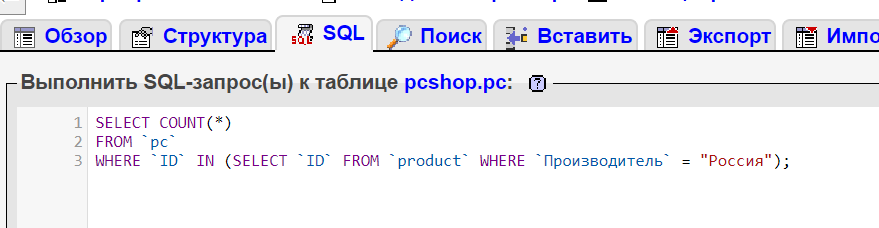 Обзор Структура SQL Поиск Вставить Экспорт Импо
Выполнить SQL-запрос(ы) к таблице pcshop.pc: ?
1 SELECT COUNT(*)
2 FROM `pc`
3 WHERE `ID` IN (SELECT `ID` FROM `product` WHERE `Производитель` = "Россия");